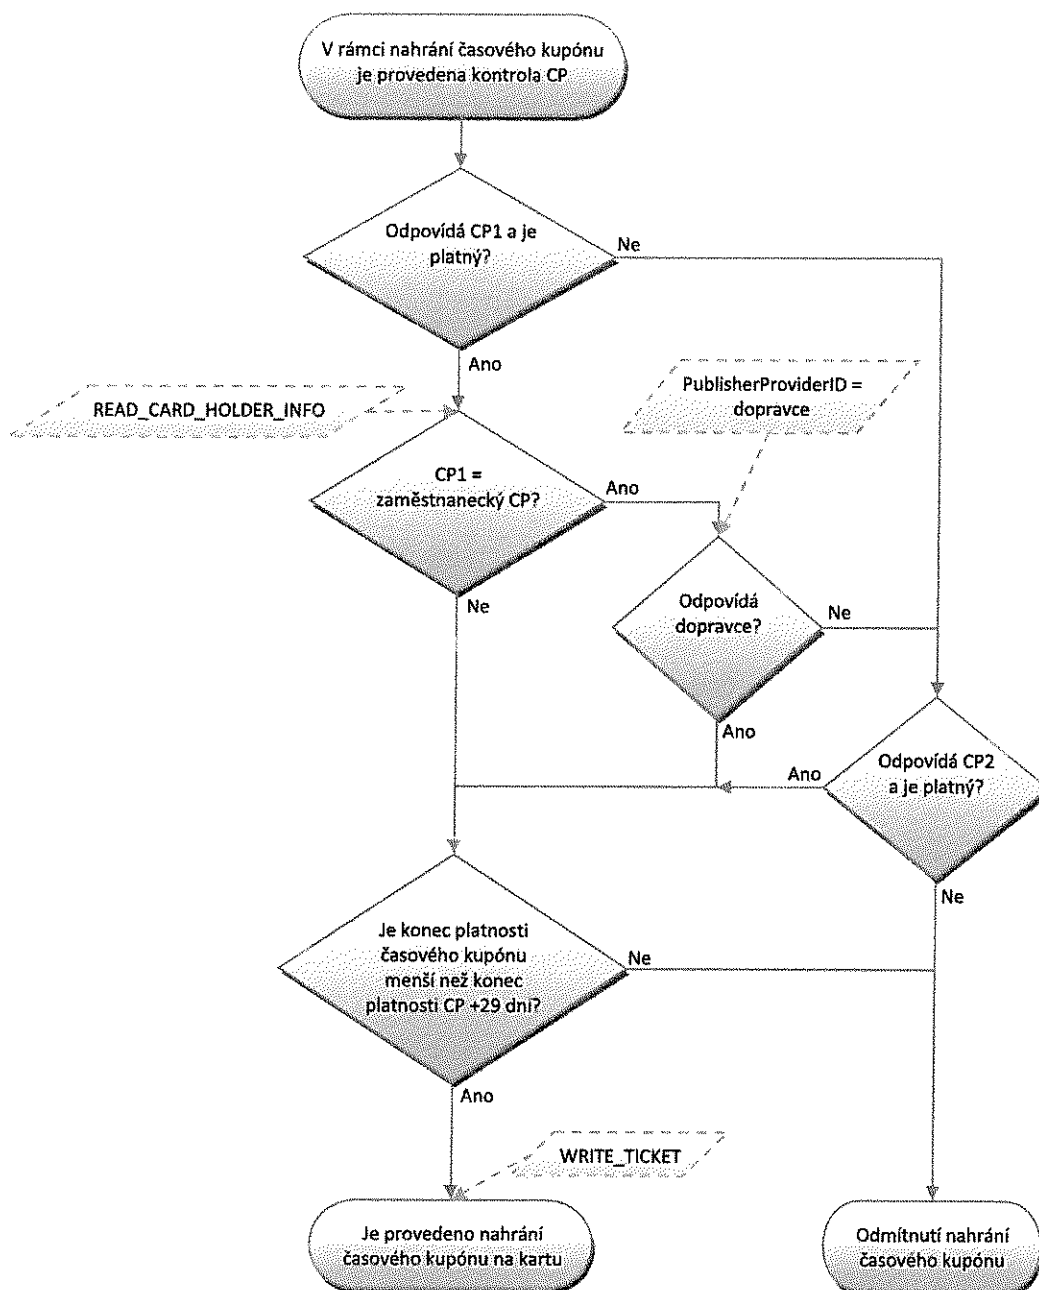 V rámci nahrání časového kupónu
je provedena kontrola CP
Odpovídá CP1 a je
platný?
Ne
Ano
PublisherProviderID =
dopravce
READ_CARD_HOLDER_INFO
CP1 =
zaměstnanecký CP?
Ano
Ne
Odpovídá
dopravce?
Ne
Ano
Odpovídá CP2
a je platný?
Ano
Ne
Je konec platnosti
časového kupónu
menší než konec
platnosti CP +29 dní?
Ne
Ano
WRITE_TICKET
Je provedeno nahrání
časového kupónu na kartu
Odmítnutí nahrání
časového kupónu